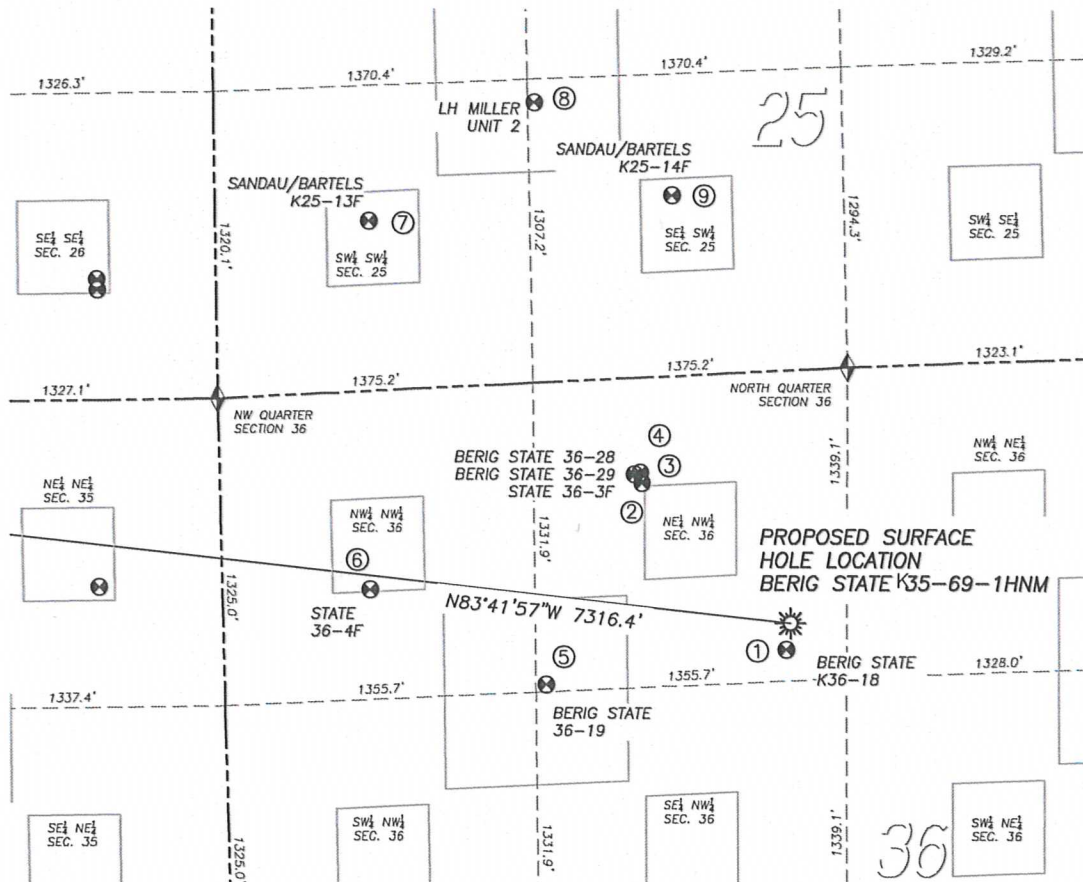 1326.3'
1370.4'
1370.4'
1329.2'
LH MILLER
UNIT 2
⑧
25
SANDAU/BARTELS
K25-14F
⑨
SANDAU/BARTELS
K25-13F
⑦
SE¼ SE¼
SEC. 26
1320.1'
SW¼ SW¼
SEC. 25
1307.2'
SE¼ SW¼
SEC. 25
1294.3'
SW¼ SE¼
SEC. 25
1327.1'
1375.2'
1375.2'
1323.1'
NW QUARTER
SECTION 36
NORTH QUARTER
SECTION 36
④
BERIG STATE 36-28
BERIG STATE 36-29
③
STATE 36-3F
②
1339.1'
NW¼ NE¼
SEC. 36
NE¼ NE¼
SEC. 35
NW¼ NW¼
SEC. 36
NE¼ NW¼
SEC. 36
1331.9'
PROPOSED SURFACE
HOLE LOCATION
BERIG STATE K35-69-1HNM
⑥
STATE
36-4F
1325.0'
N83°41'57"W 7316.4'
①
BERIG STATE
K36-18
⑤
BERIG STATE
36-19
1337.4'
1355.7'
1355.7'
1328.0'
SE¼ NE¼
SEC. 35
1325.0'
SW¼ NW¼
SEC. 36
1331.9'
SE¼ NW¼
SEC. 36
1339.1'
36
SW¼ NE¼
SEC. 36